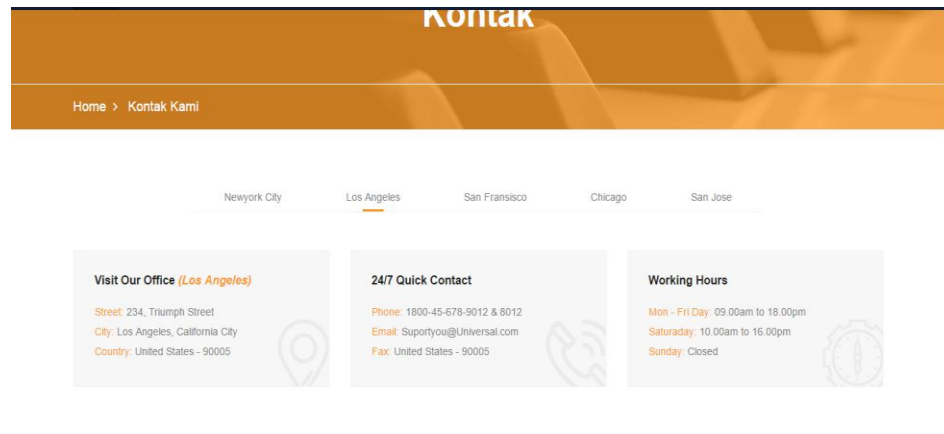 Kontak
Home > Kontak Kami
Newyork City Los Angeles San Fransisco Chicago San Jose
Visit Our Office (Los Angeles)
Street: 234, Triumph Street
City: Los Angeles, California City
Country: United States - 90005
24/7 Quick Contact
Phone: 1800-45-678-9012 & 8012
Email: Suportyou@Universal.com
Fax: United States - 90005
Working Hours
Mon - Fri Day: 09.00am to 18.00pm
Saturaday: 10.00am to 16.00pm
Sunday: Closed